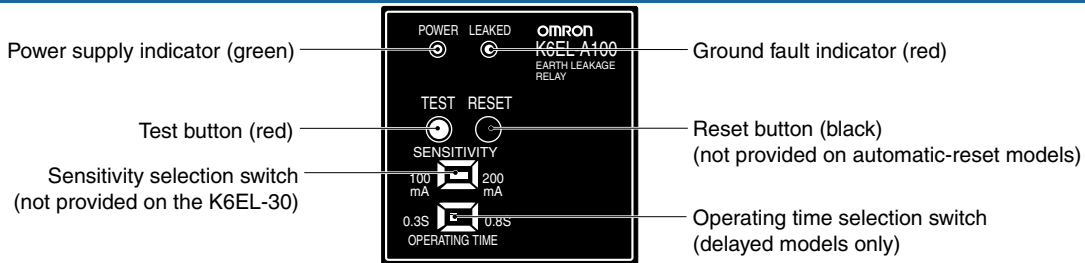 POWER LEAKED OMRON
Power supply indicator (green)
K6EL-A100
Ground fault indicator (red)
EARTH LEAKAGE
RELAY
TEST RESET
Test button (red)
Reset button (black)
(not provided on automatic-reset models)
SENSITIVITY
Sensitivity selection switch
(not provided on the K6EL-30)
100
mA
200
mA
0.3S
0.8S
Operating time selection switch
(delayed models only)
OPERATING TIME